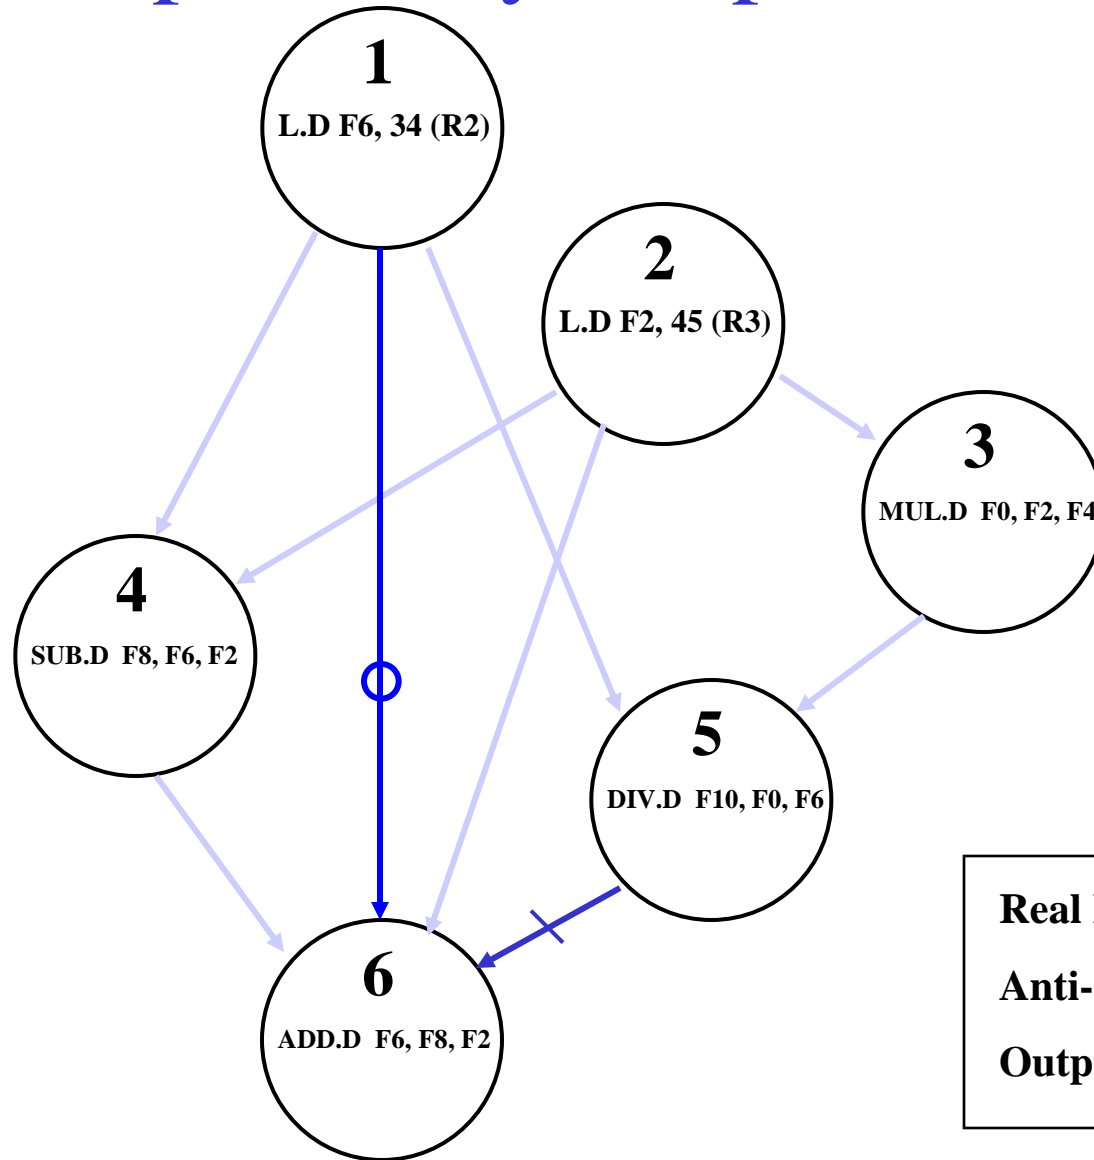 1
L.D F6, 34 (R2)
2
L.D F2, 45 (R3)
3
MUL.D F0, F2, F4
4
SUB.D F8, F6, F2
5
DIV.D F10, F0, F6
6
ADD.D F6, F8, F2
Real
Anti-
Outp